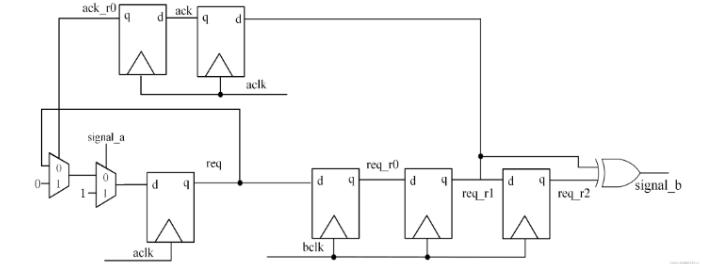 ack_r0 q d ack q d
aclk
signal_a
0 0 1 1 0 1
req
d q
aclk
req_r0
d q d q d q
req_r1 req_r2
signal_b
bclk